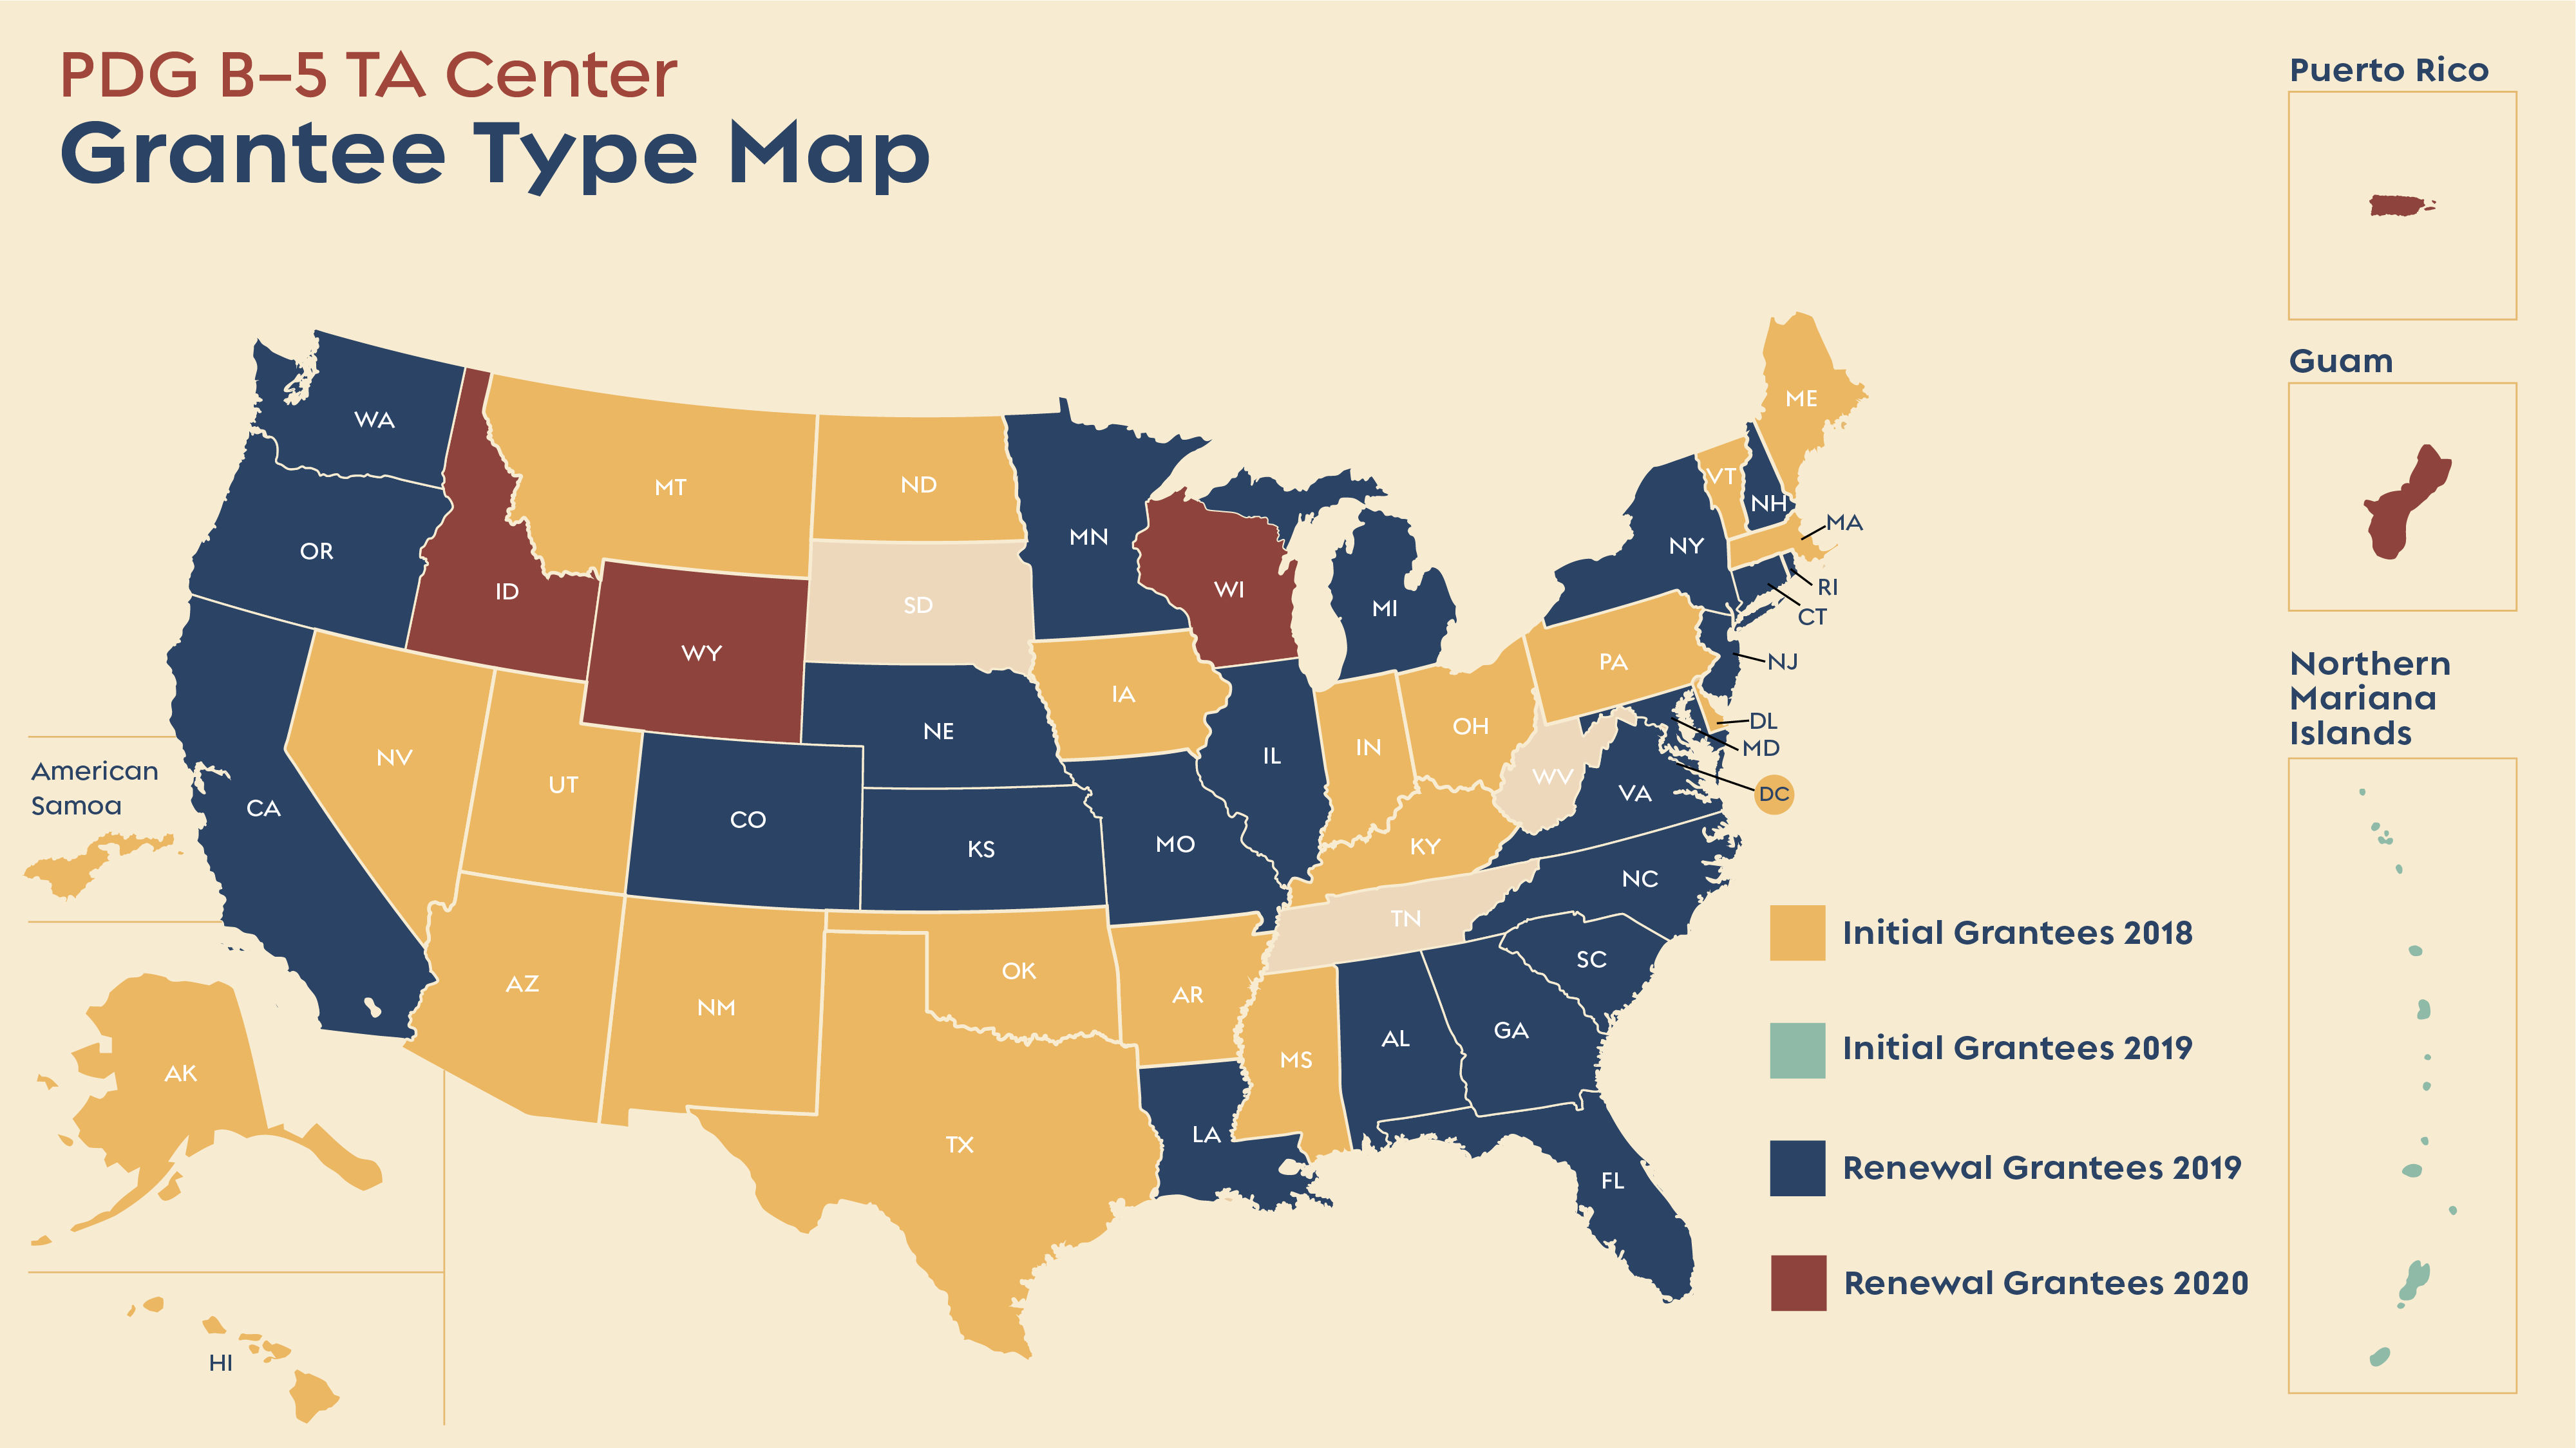 PDG B–5 TA Center
Grantee Type Map
Puerto Rico
Guam
Northern
Mariana
Islands
American
Samoa
WA
OR
CA
ID
NV
MT
WY
UT
CO
AZ
NM
ND
SD
NE
KS
OK
TX
MN
IA
MO
AR
LA
WI
IL
MI
IN
OH
KY
TN
MS
AL
GA
FL
SC
NC
VA
WV
PA
NY
VT
NH
ME
MA
RI
CT
NJ
DL
MD
DC
AK
HI
Initial Grantees 2018
Initial Grantees 2019
Renewal Grantees 2019
Renewal Grantees 2020